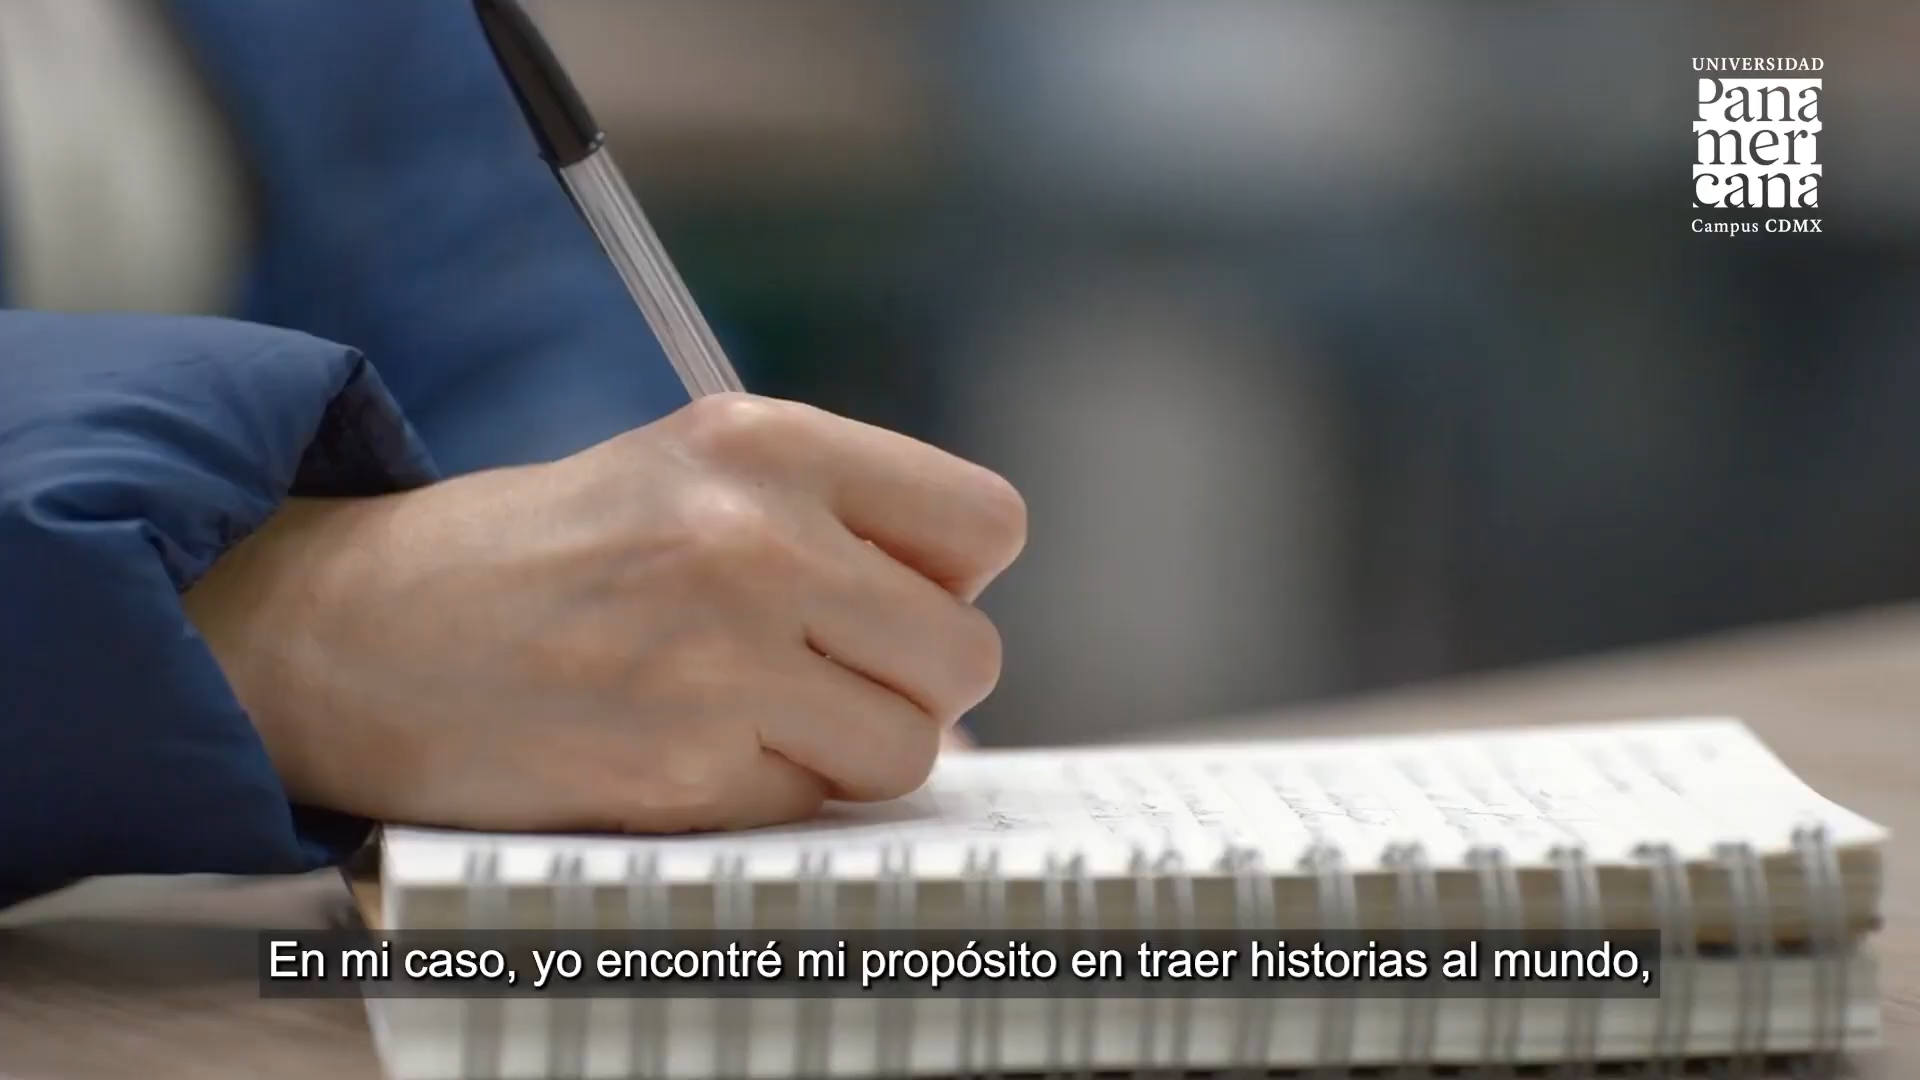 UNIVERSIDAD
Pana
meri
cana
Campus CDMX
En mi caso, yo encontré mi propósito en traer historias al mundo,